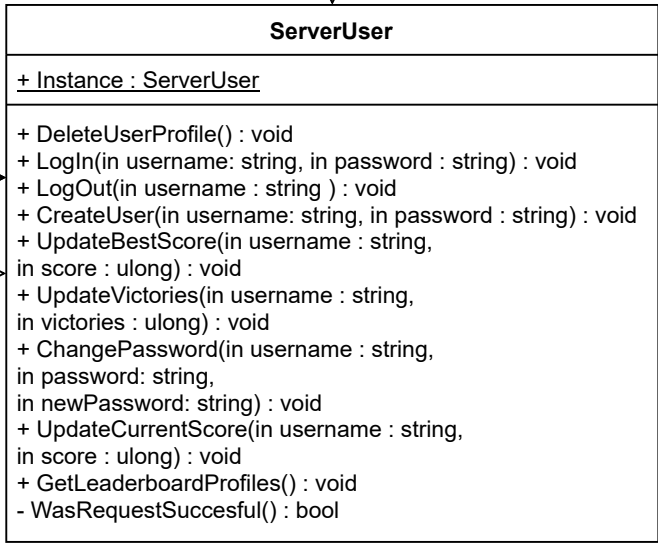 ServerUser
+ Instance : ServerUser
+ DeleteUserProfile() : void
+ LogIn(in username: string, in password : string) : void
+ LogOut(in username : string ) : void
+ CreateUser(in username: string, in password : string) : void
+ UpdateBestScore(in username : string,
in score : ulong) : void
+ UpdateVictories(in username : string,
in victories : ulong) : void
+ ChangePassword(in username : string,
in password: string,
in newPassword: string) : void
+ UpdateCurrentScore(in username : string,
in score : ulong) : void
+ GetLeaderboardProfiles() : void
- WasRequestSuccesful() : bool